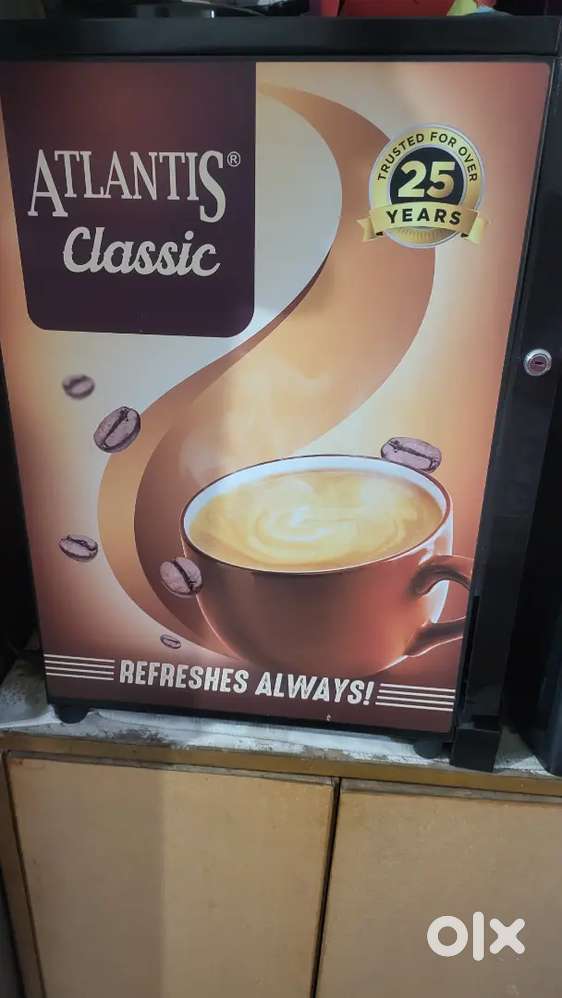 ATLANTIS®
Classic
TRUSTED FOR OVER
25
YEARS
REFRESHES ALWAYS!
olx